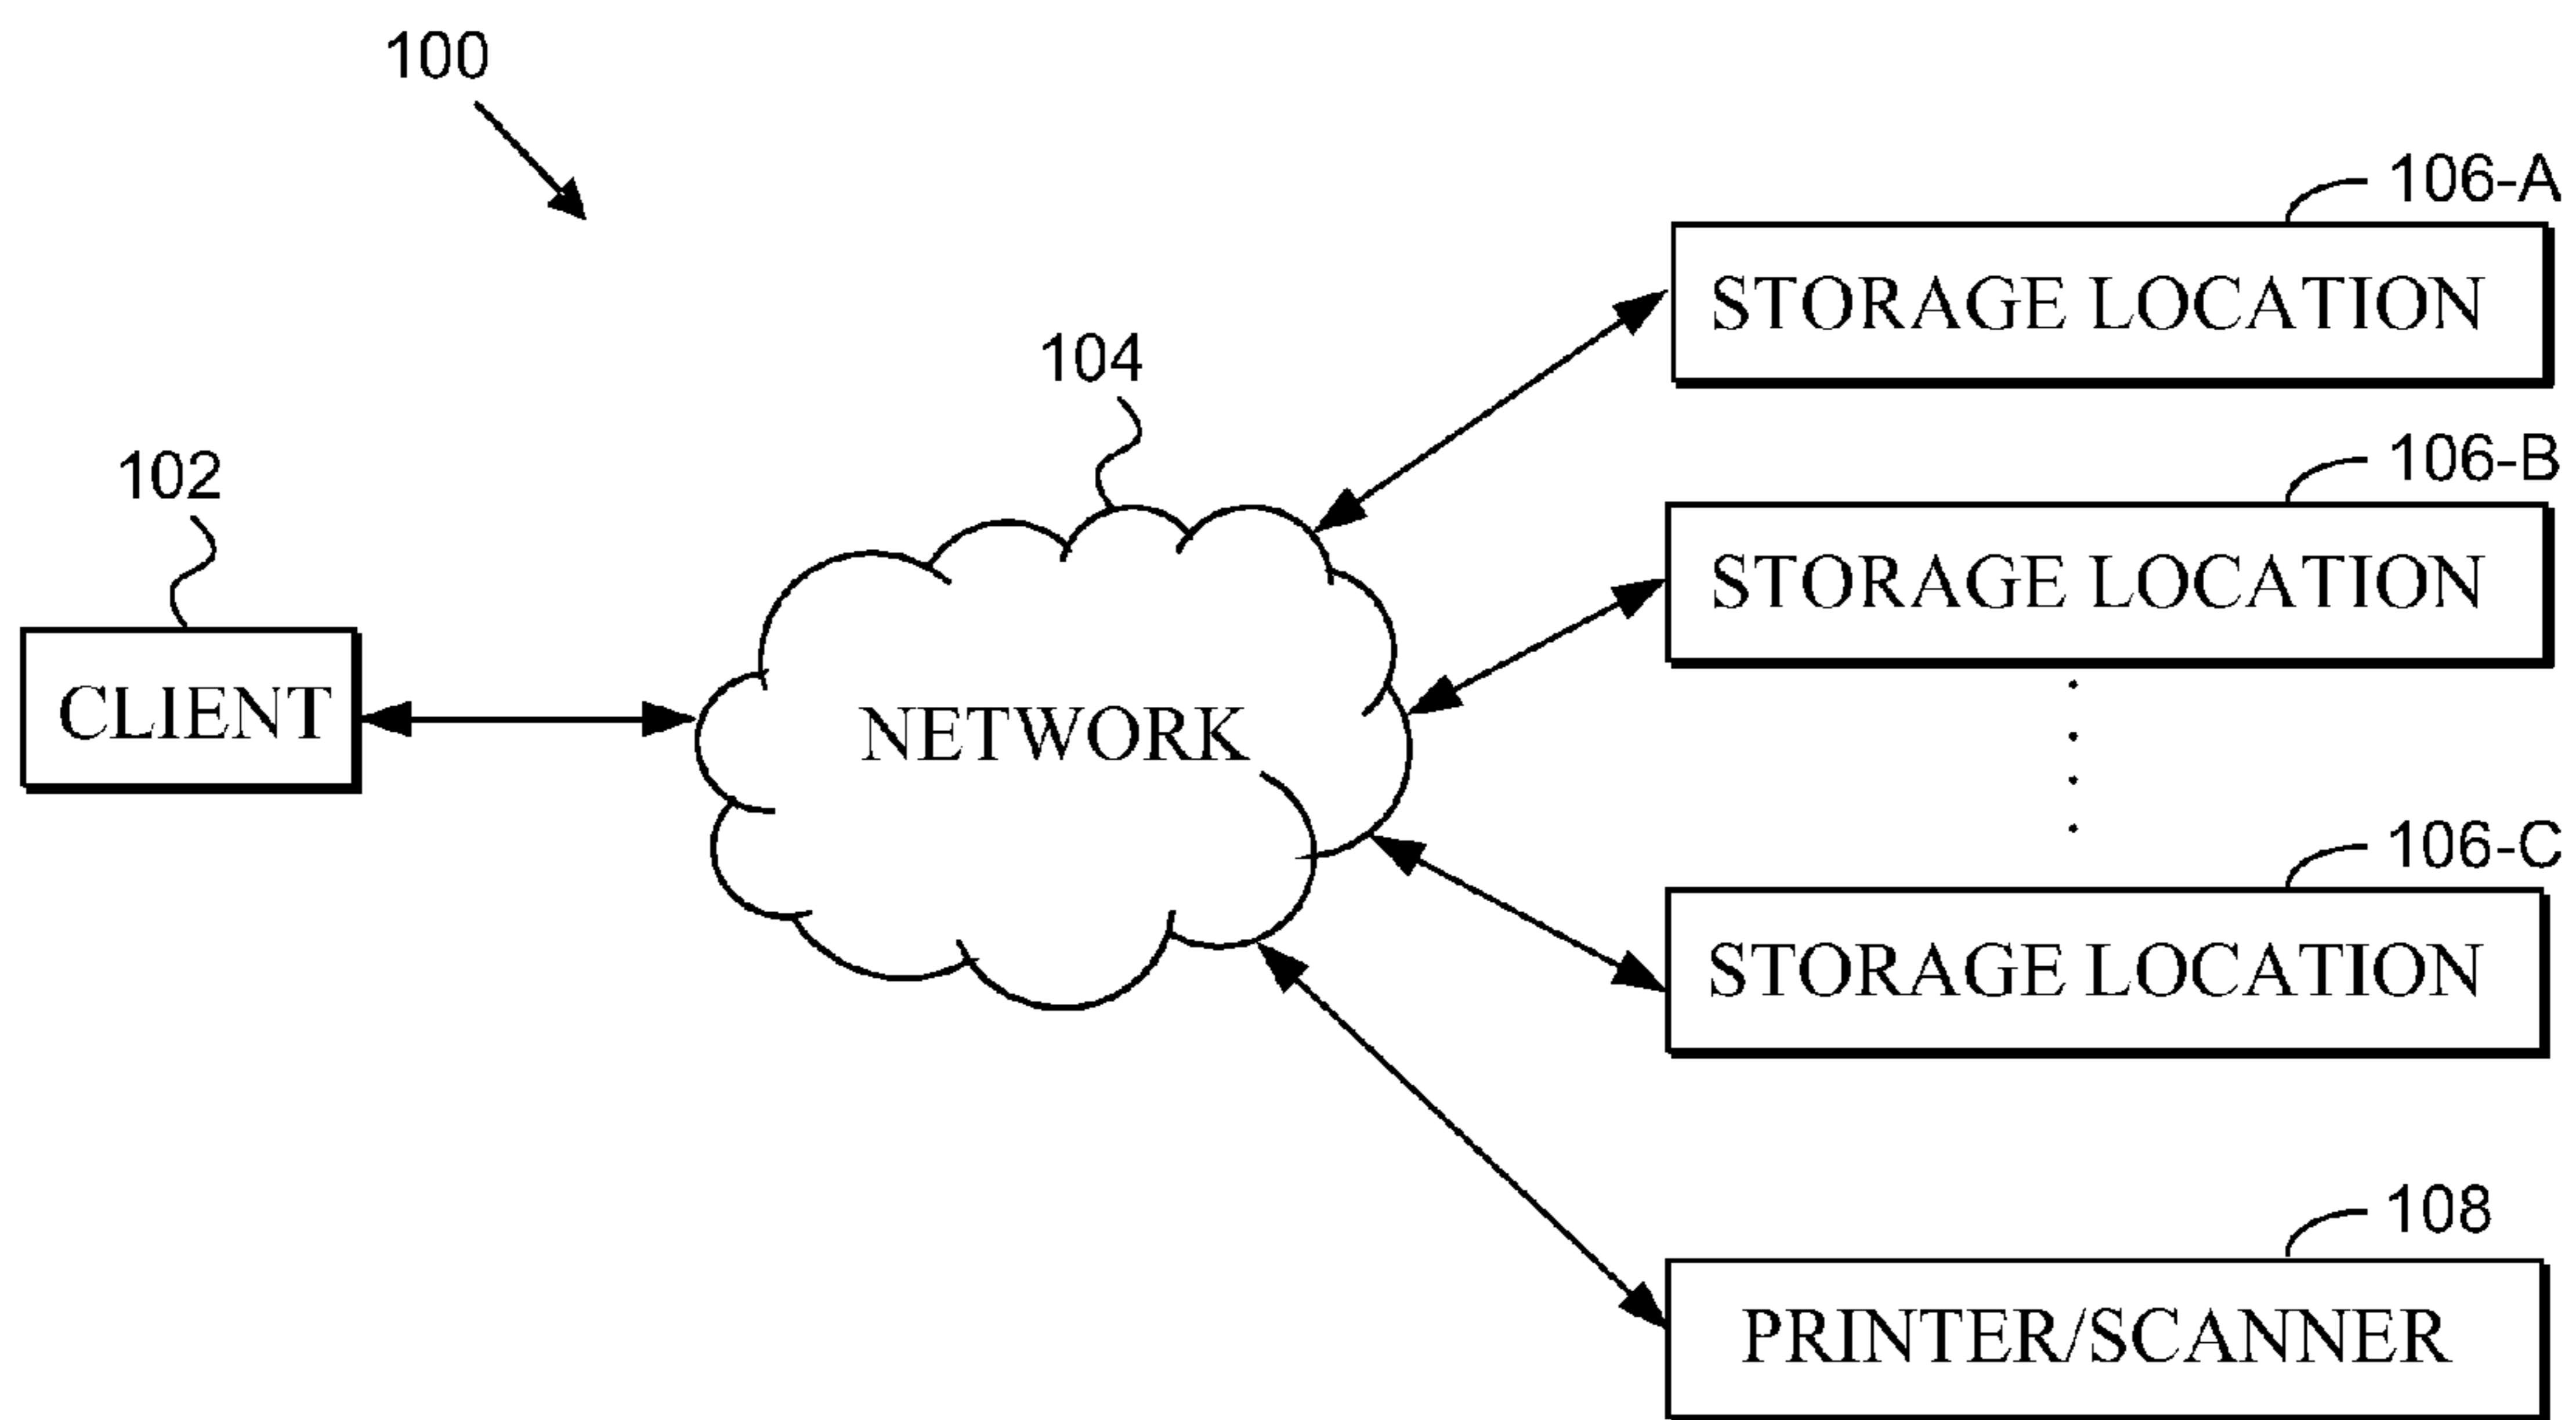 100
106-A
STORAGE LOCATION
104
106-B
102
STORAGE LOCATION
CLIENT
NETWORK
106-C
STORAGE LOCATION
108
PRINTER/SCANNER